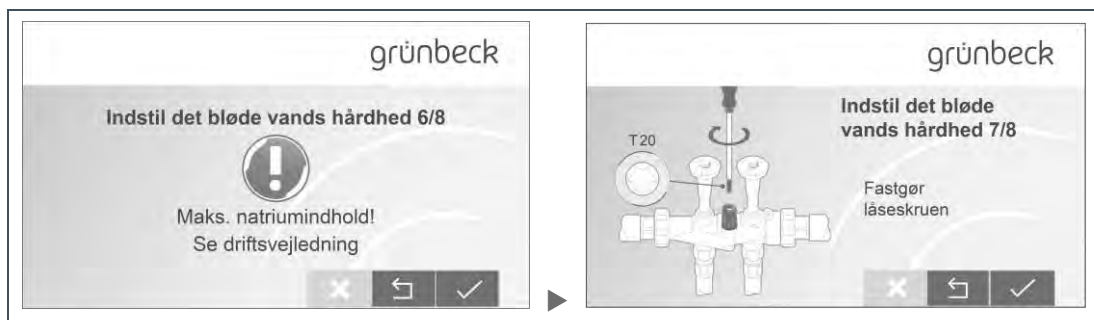 grünbeck
Indstil det bløde vands hårdhed 6/8
Maks. natriumindhold!
Se driftsvejledning
grünbeck
Indstil det bløde
vands hårdhed 7/8
T20
Fastgør
låseskruen